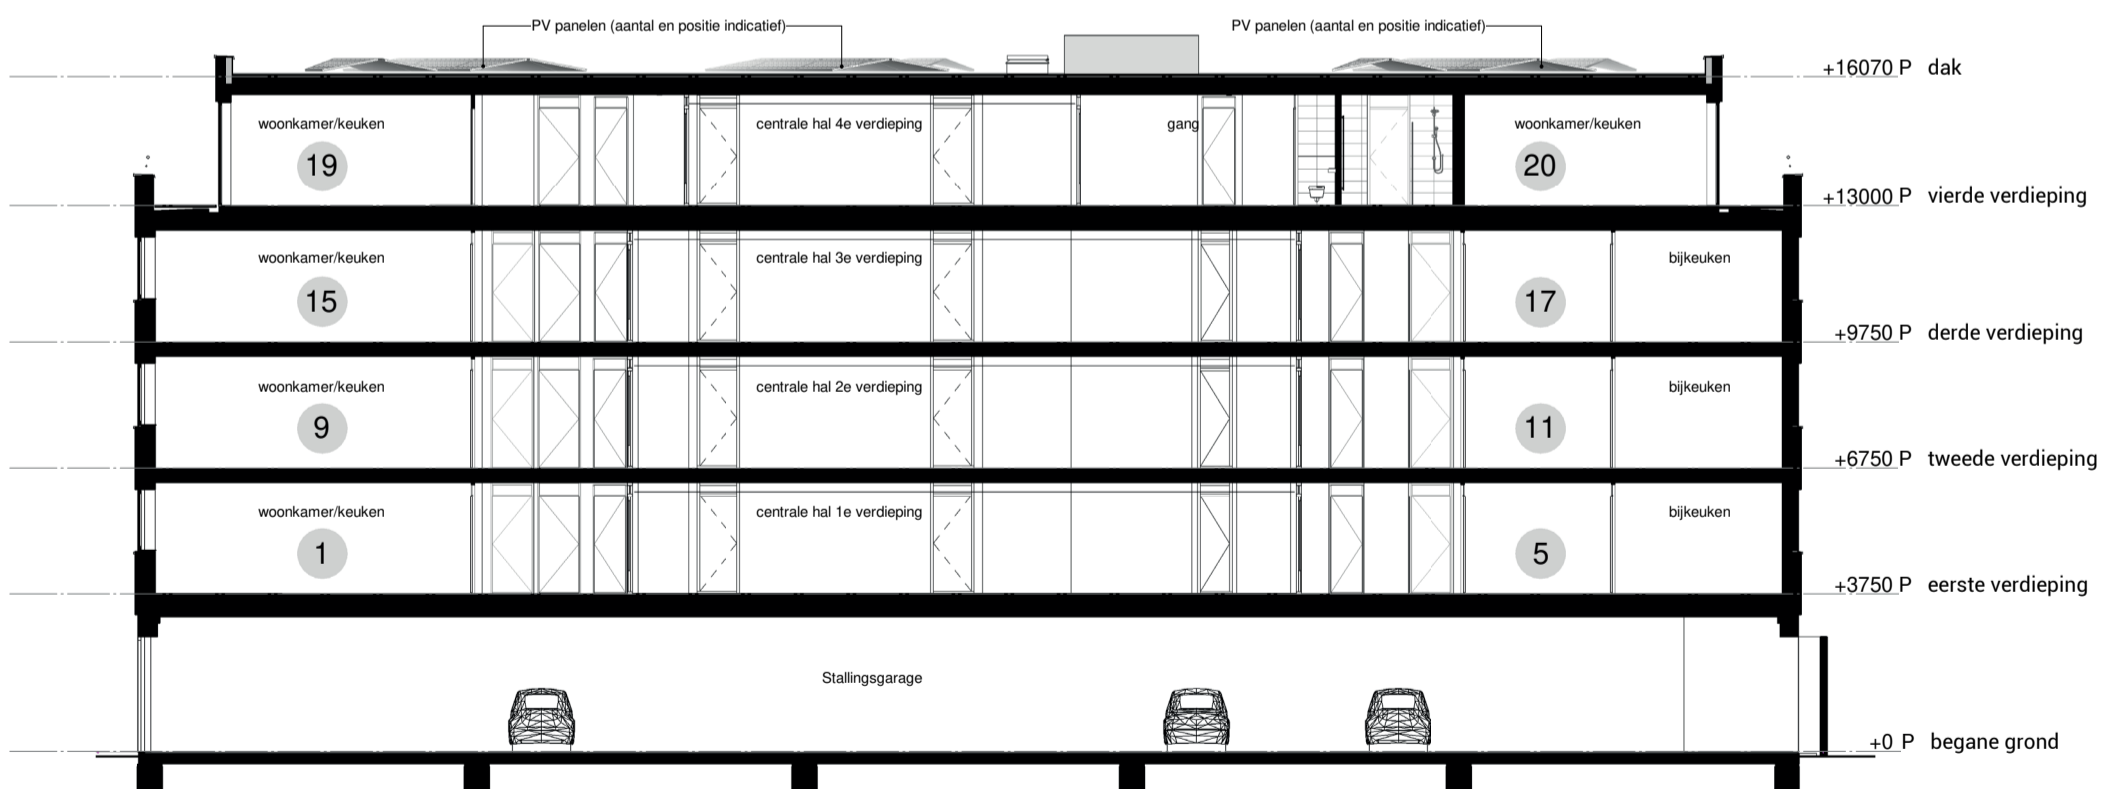 PV panelen (aantal en positie indicatief)
PV panelen (aantal en positie indicatief)
+16070 P dak
woonkamer/keuken
centrale hal 4e verdieping
gang
woonkamer/keuken
19
20
+13000 P vierde verdieping
woonkamer/keuken
centrale hal 3e verdieping
bijkeuken
15
17
+9750 P derde verdieping
woonkamer/keuken
centrale hal 2e verdieping
bijkeuken
9
11
+6750 P tweede verdieping
woonkamer/keuken
centrale hal 1e verdieping
bijkeuken
1
5
+3750 P eerste verdieping
Stallingsgarage
+0 P begane grond